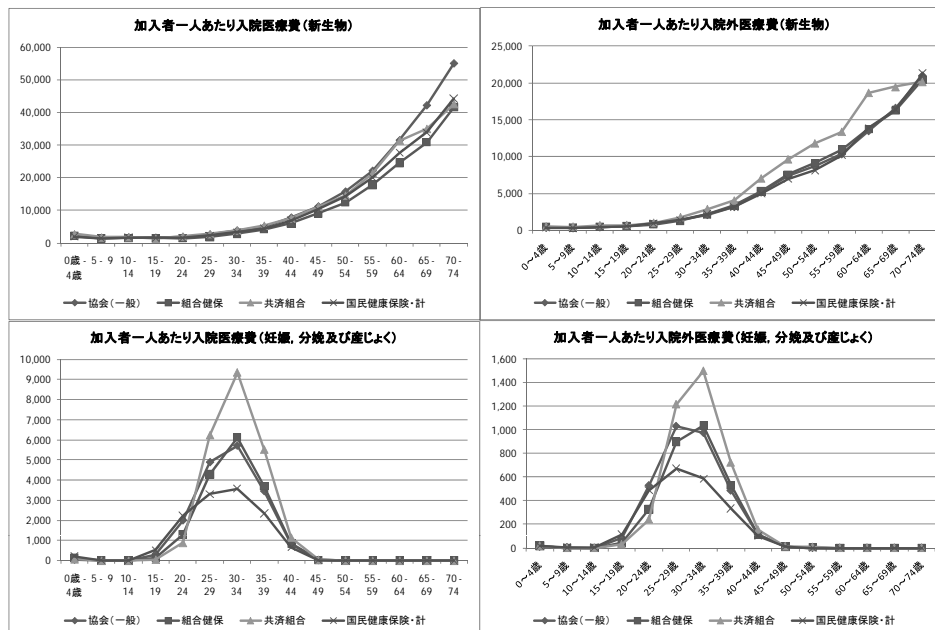 加入者一人あたり入院医療費(新生物)
60,000
50,000
40,000
30,000
20,000
10,000
0
0歳 - 5 - 9 10 - 15 - 20 - 25 - 30 - 35 - 40 - 45 - 50 - 55 - 60 - 65 - 70 -
4歳 14 19 24 29 34 39 44 49 54 59 64 69 74
協会(一般) 組合健保 共済組合 国民健康保険・計
加入者一人あたり入院外医療費(新生物)
25,000
20,000
15,000
10,000
5,000
0
0~4歳 5~9歳 10~14歳 15~19歳 20~24歳 25~29歳 30~34歳 35~39歳 40~44歳 45~49歳 50~54歳 55~59歳 60~64歳 65~69歳 70~74歳
協会(一般) 組合健保 共済組合 国民健康保険・計
加入者一人あたり入院医療費(妊娠，分娩及び産じょく)
10,000
9,000
8,000
7,000
6,000
5,000
4,000
3,000
2,000
1,000
0
0歳 - 5 - 9 10 - 15 - 20 - 25 - 30 - 35 - 40 - 45 - 50 - 55 - 60 - 65 - 70 -
4歳 14 19 24 29 34 39 44 49 54 59 64 69 74
協会(一般) 組合健保 共済組合 国民健康保険・計
加入者一人あたり入院外医療費(妊娠，分娩及び産じょく)
1,600
1,400
1,200
1,000
800
600
400
200
0
0~4歳 5~9歳 10~14歳 15~19歳 20~24歳 25~29歳 30~34歳 35~39歳 40~44歳 45~49歳 50~54歳 55~59歳 60~64歳 65~69歳 70~74歳
協会(一般) 組合健保 共済組合 国民健康保険・計